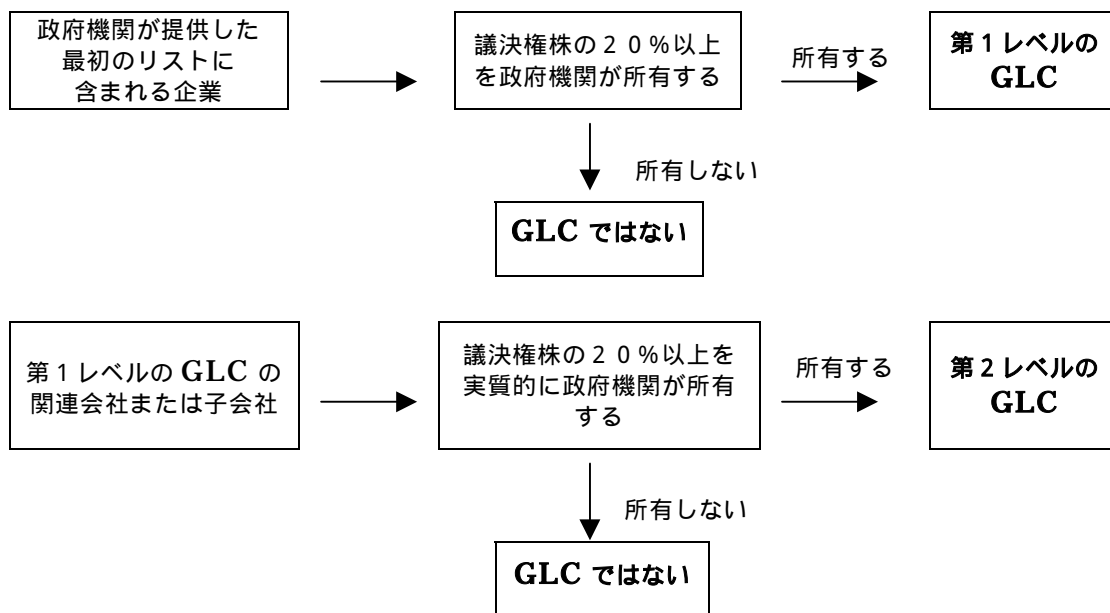 政府機関が提供した
最初のリストに
含まれる企業
議決権株の２０％以上
を政府機関が所有する
所有する
第１レベルの
GLC
所有しない
GLC ではない
第１レベルの GLC の
関連会社または子会社
議決権株の２０％以上を
実質的に政府機関が所有
する
所有する
第２レベルの
GLC
所有しない
GLC ではない